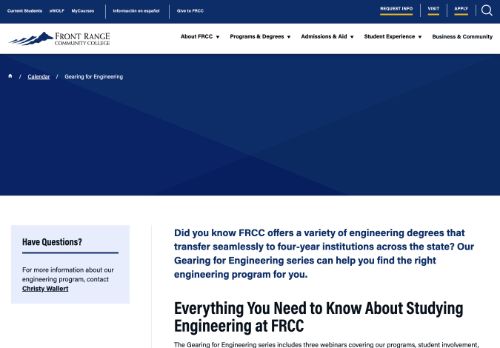 Current Students eWOLF MyCourses Información en español Give to FRCC REQUEST INFO VISIT APPLY
FRONT RANGE
COMMUNITY COLLEGE
About FRCC Programs & Degrees Admissions & Aid Student Experience Business & Community
/ Calendar / Gearing for Engineering
Have Questions?
For more information about our
engineering program, contact
Christy Wallert
Did you know FRCC offers a variety of engineering degrees that
transfer seamlessly to four-year institutions across the state? Our
Gearing for Engineering series can help you find the right
engineering program for you.
Everything You Need to Know About Studying
Engineering at FRCC
The Gearing for Engineering series includes three webinars covering our programs, student involvement,